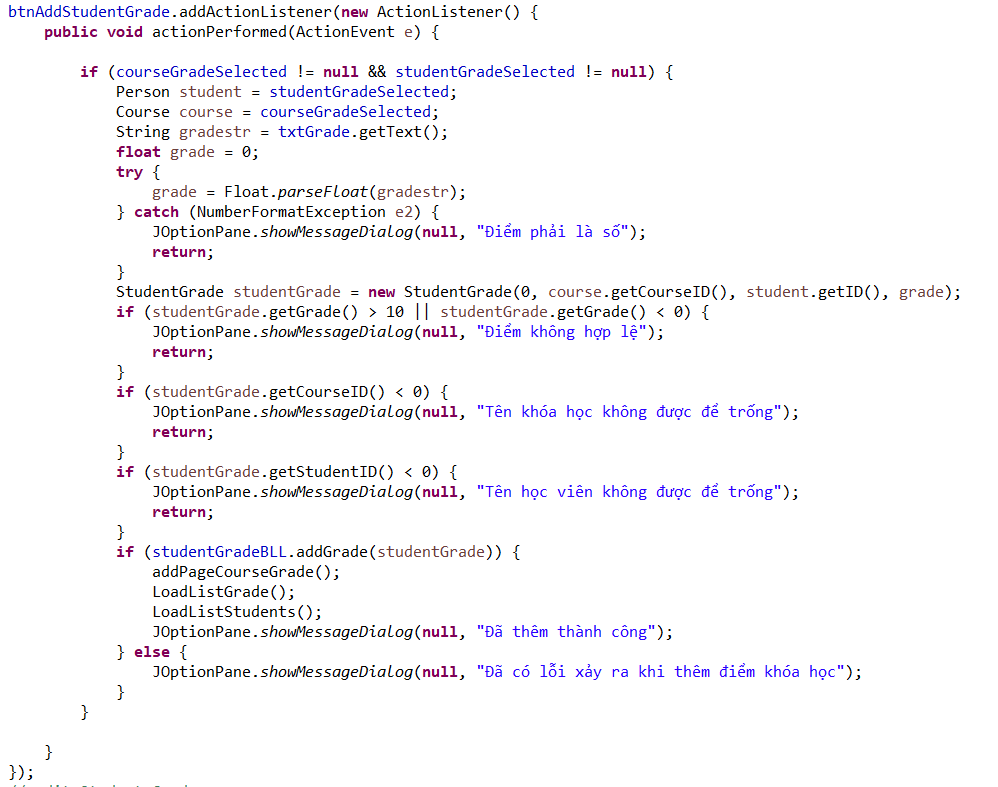 btnAddStudentGrade.addActionListener(new ActionListener() {
public void actionPerformed(ActionEvent e) {
if (courseGradeSelected != null && studentGradeSelected != null) {
Person student = studentGradeSelected;
Course course = courseGradeSelected;
String gradestr = txtGrade.getText();
float grade = 0;
try {
grade = Float.parseFloat(gradestr);
} catch (NumberFormatException e2) {
JOptionPane.showMessageDialog(null, "Điểm phải là số");
return;
}
StudentGrade studentGrade = new StudentGrade(0, course.getCourseID(), student.getID(), grade);
if (studentGrade.getGrade() > 10 || studentGrade.getGrade() < 0) {
JOptionPane.showMessageDialog(null, "Điểm không hợp lệ");
return;
}
if (studentGrade.getCourseID() < 0) {
JOptionPane.showMessageDialog(null, "Tên khóa học không được để trống");
return;
}
if (studentGrade.getStudentID() < 0) {
JOptionPane.showMessageDialog(null, "Tên học viên không được để trống");
return;
}
if (studentGradeBLL.addGrade(studentGrade)) {
addPageCourseGrade();
LoadListGrade();
LoadListStudents();
JOptionPane.showMessageDialog(null, "Đã thêm thành công");
} else {
JOptionPane.showMessageDialog(null, "Đã có lỗi xảy ra khi thêm điểm khóa học");
}
}
}
});